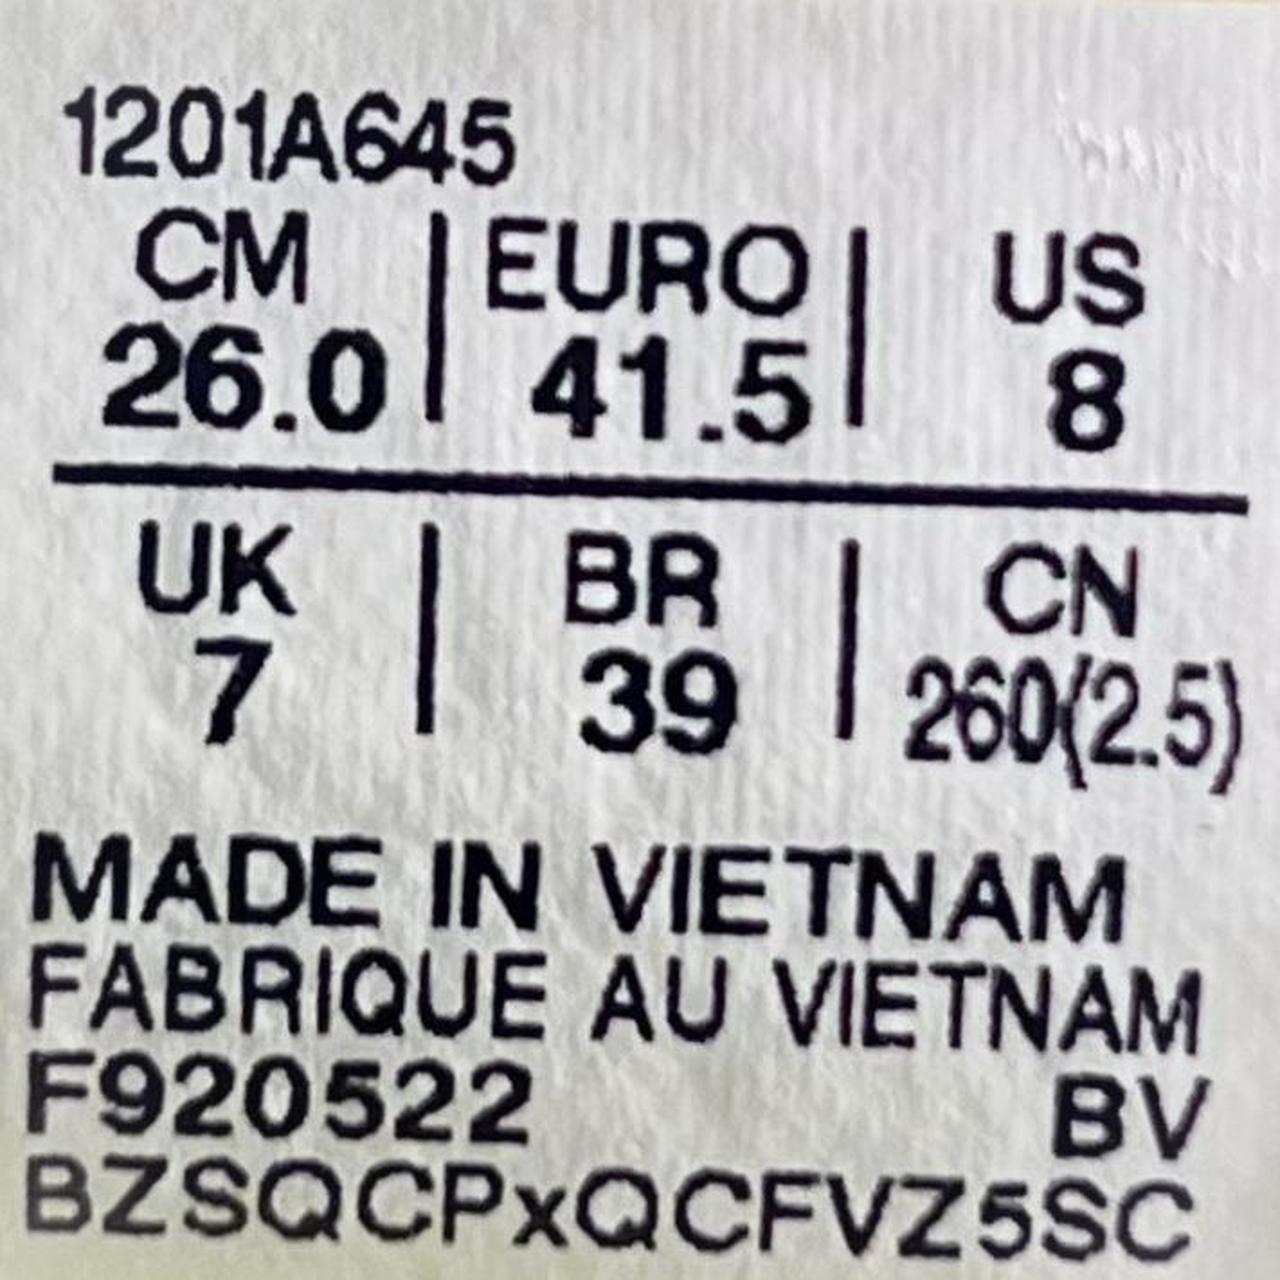 1201A645
CM | EURO | US
26.0 | 41.5 | 8
UK | BR | CN
7 | 39 | 260(2.5)
MADE IN VIETNAM
FABRIQUE AU VIETNAM
F920522 BV
BZSQCPxQCFVZ5SC